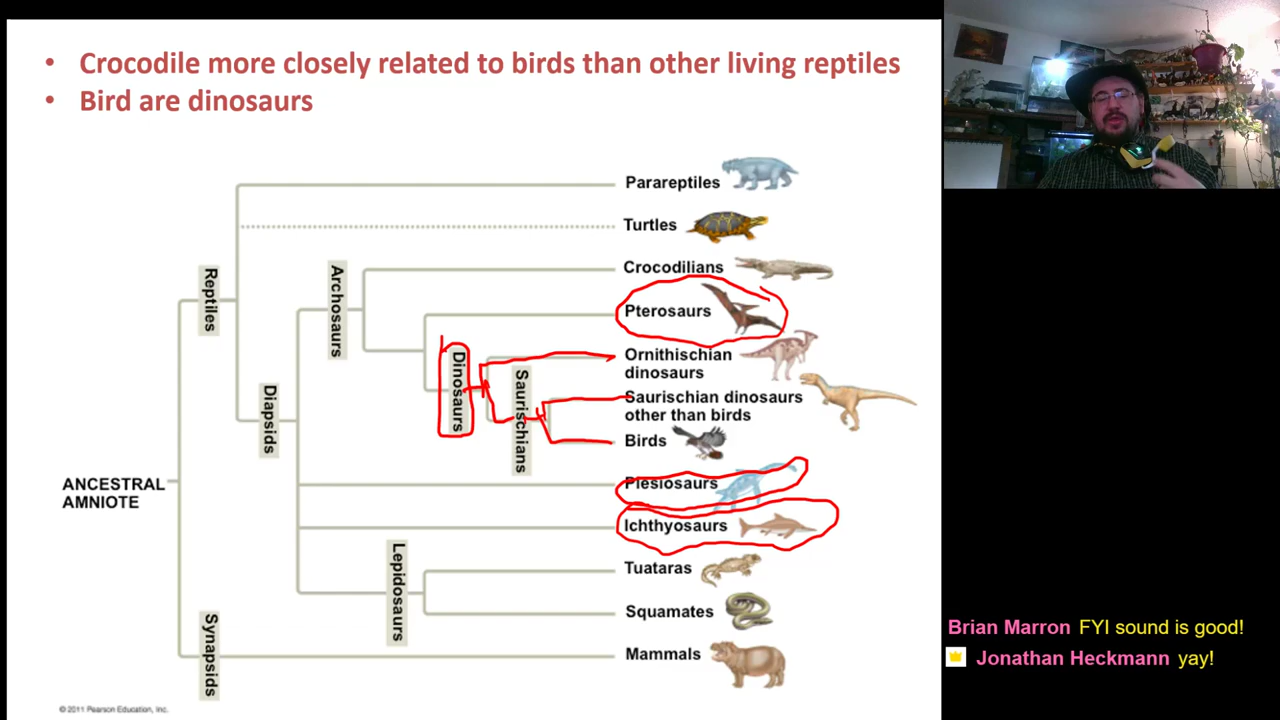 • Crocodile more closely related to birds than other living reptiles
• Bird are dinosaurs
Parareptiles
Turtles
Crocodilians
Pterosaurs
Ornithischian
dinosaurs
Saurischian dinosaurs
other than birds
Birds
Plesiosaurs
Ichthyosaurs
Tuataras
Squamates
Mammals
Reptiles
Archosaurs
Dinosaurs
Saurischians
Diapsids
Lepidosaurs
Synapsids
ANCESTRAL
AMNIOTE
© 2011 Pearson Education, Inc.
Brian Marron FYI sound is good!
Jonathan Heckmann yay!